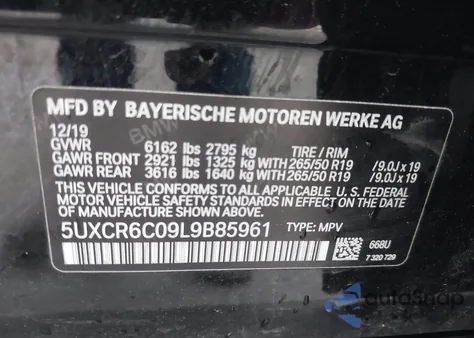 MFD BY BAYERISCHE MOTOREN WERKE AG
12/19
GVWR 6162 lbs 2795 kg TIRE / RIM
GAWR FRONT 2921 lbs 1325 kg WITH 265/50 R19 /9.0J x 19
GAWR REAR 3616 lbs 1640 kg WITH 265/50 R19 /9.0J x 19
THIS VEHICLE CONFORMS TO ALL APPLICABLE U.S. FEDERAL
MOTOR VEHICLE SAFETY STANDARDS IN EFFECT ON THE DATE
OF MANUFACTURE SHOWN ABOVE.
5UXCR6C09L9B85961 TYPE: MPV
668U
7 320 729
autoshop